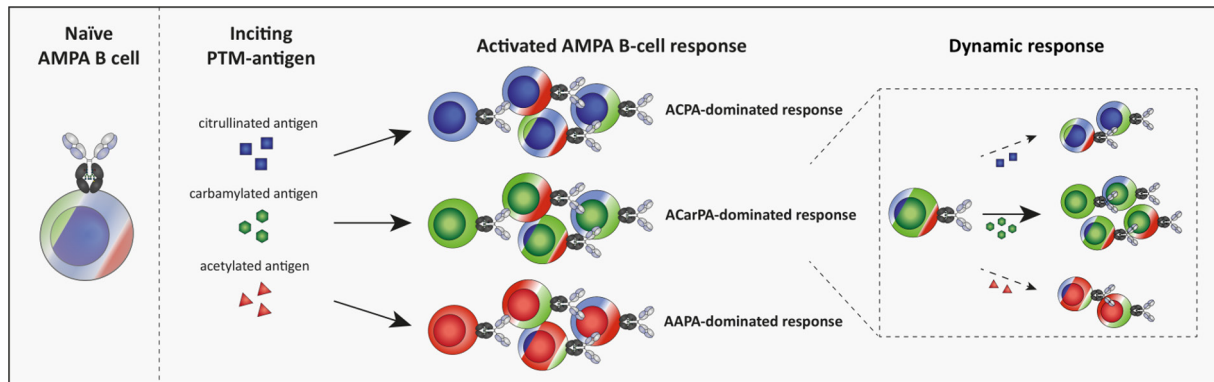 Naïve
AMPA B cell
Inciting
PTM-antigen
citrullinated antigen
carbamylated antigen
acetylated antigen
Activated AMPA B-cell response
ACPA-dominated response
ACarPA-dominated response
AAPA-dominated response
Dynamic response